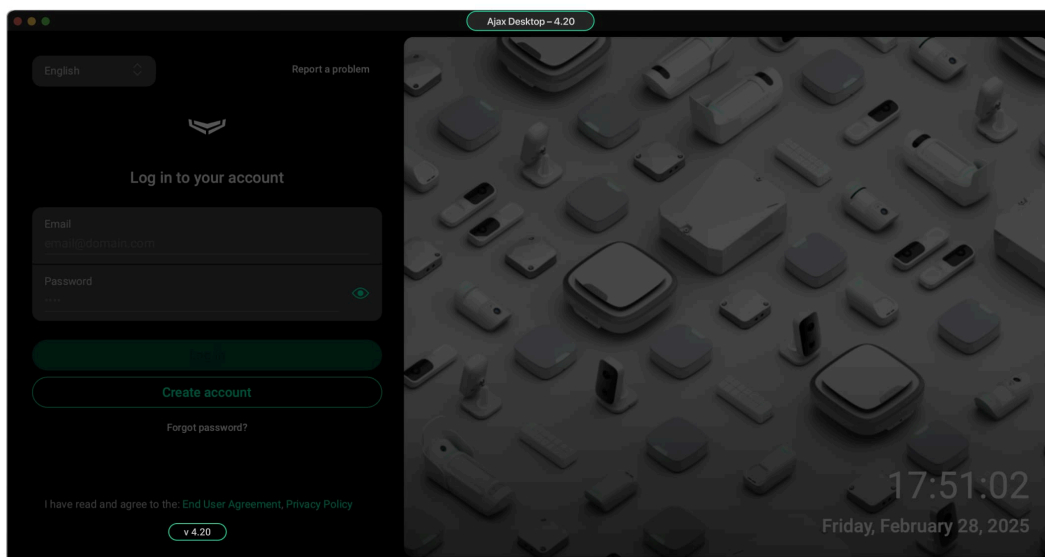 Ajax Desktop – 4.20
English
Report a problem
Log in to your account
Email
email@domain.com
Password
····
Create account
Forgot password?
I have read and agree to the: End User Agreement, Privacy Policy
v 4.20
17:51:02
Friday, February 28, 2025